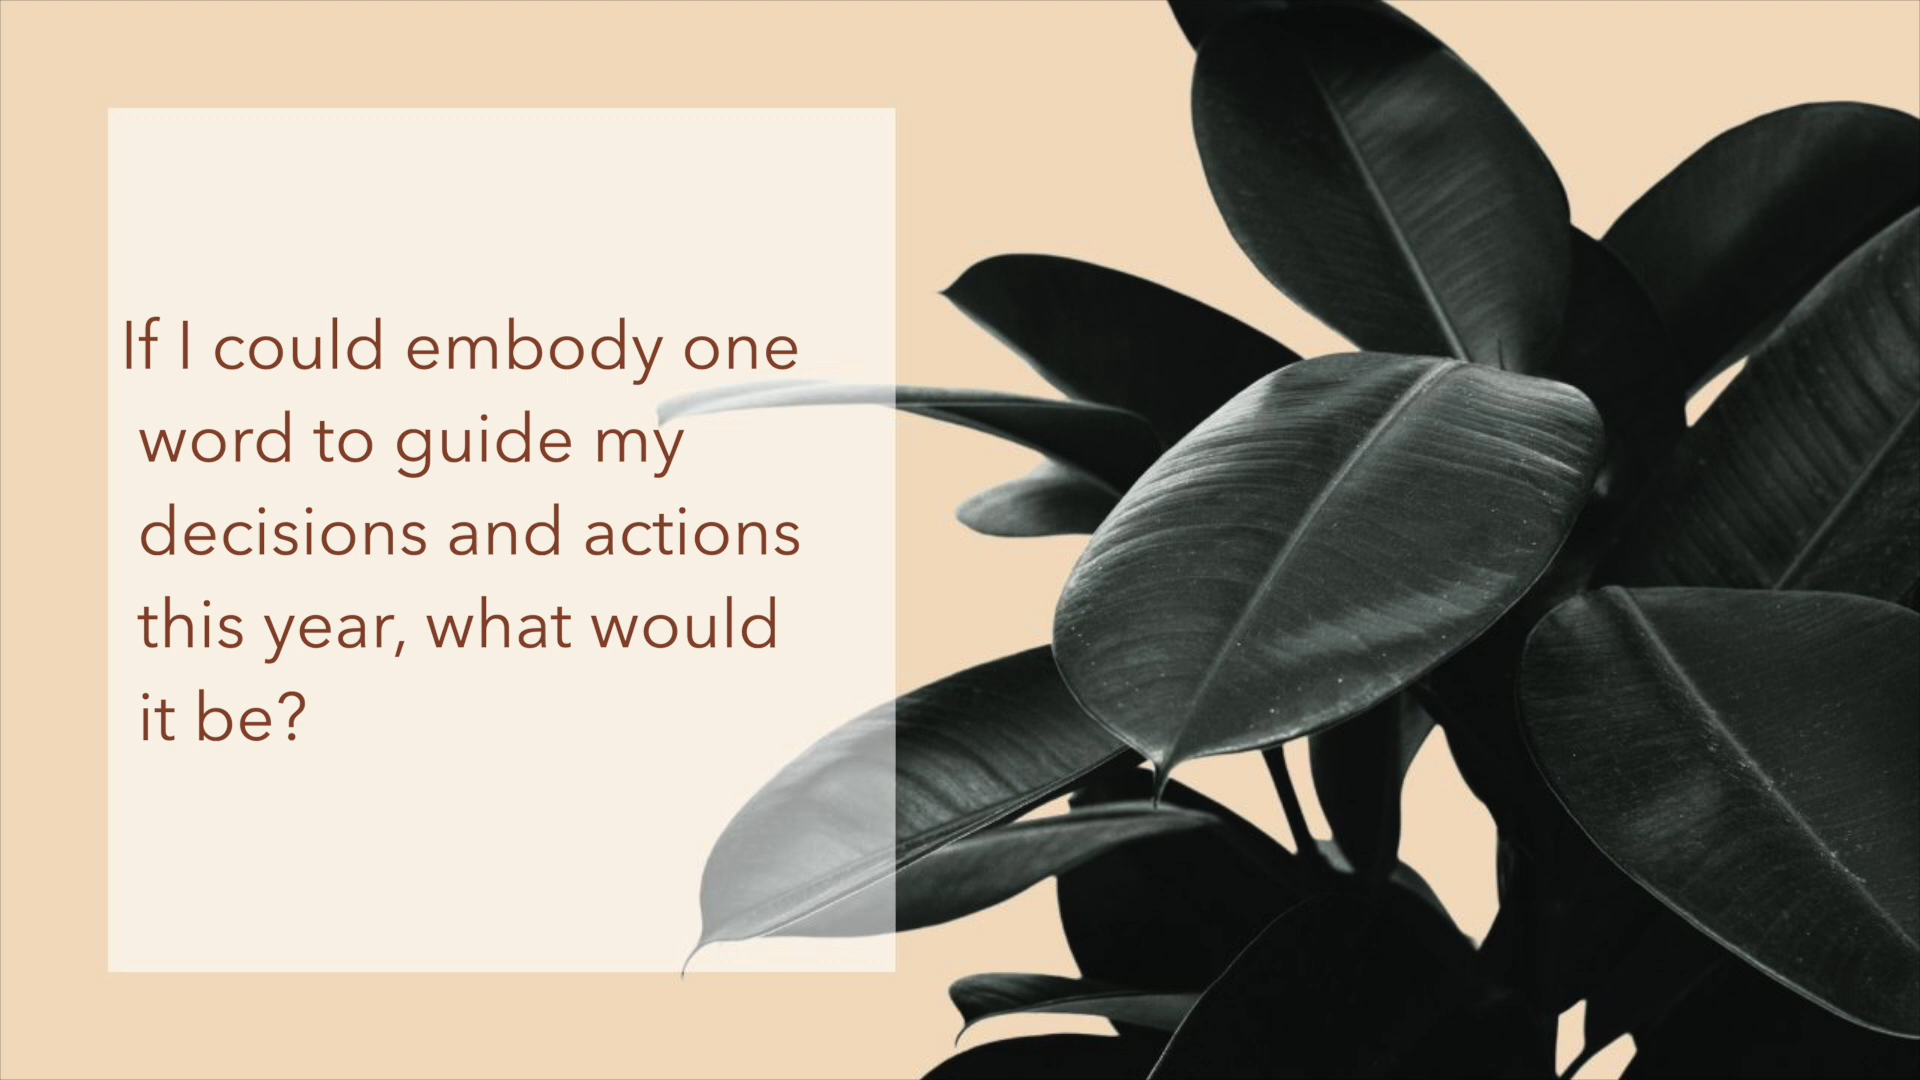 If I could embody one
word to guide my
decisions and actions
this year, what would
it be?